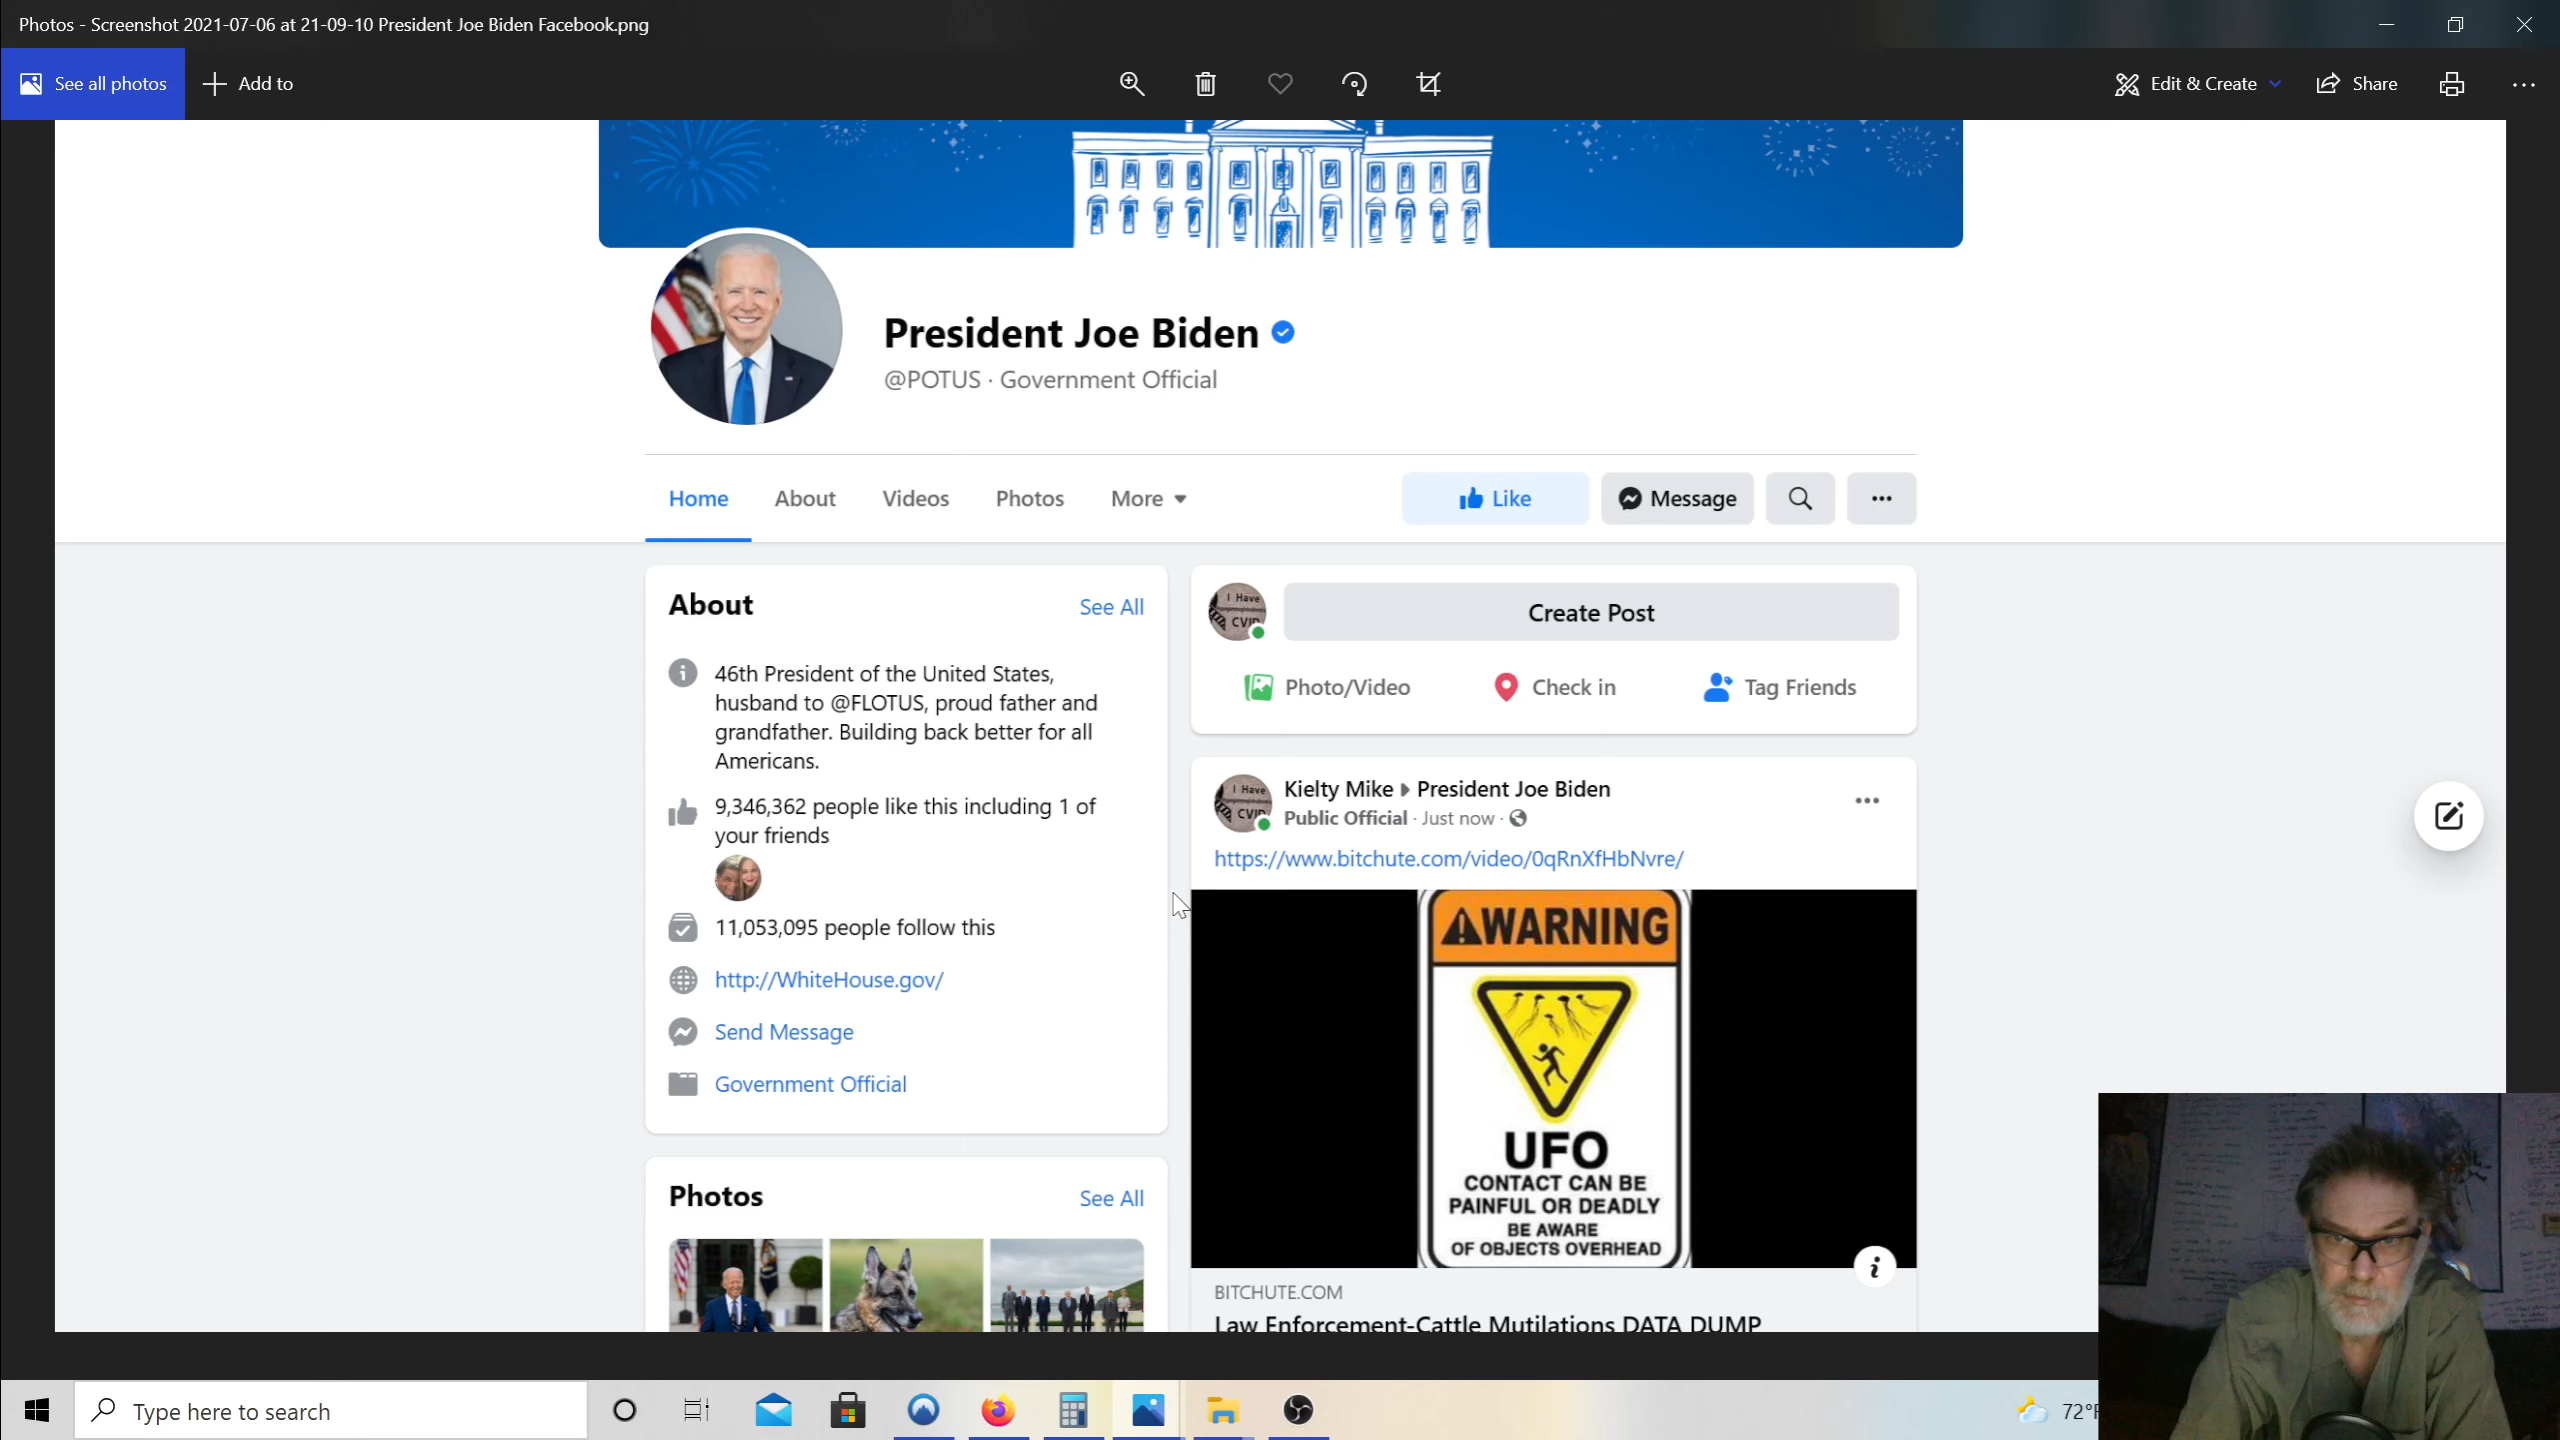 Photos - Screenshot 2021-07-06 at 21-09-10 President Joe Biden Facebook.png
See all photos
Add to
Edit & Create
Share
President Joe Biden
@POTUS · Government Official
Home
About
Videos
Photos
More
Like
Message
About
See All
46th President of the United States,
husband to @FLOTUS, proud father and
grandfather. Building back better for all
Americans.
9,346,362 people like this including 1 of
your friends
11,053,095 people follow this
http://WhiteHouse.gov/
Send Message
Government Official
Photos
See All
I Have
CVID
Create Post
Photo/Video
Check in
Tag Friends
I Have
CVID
Kielty Mike President Joe Biden
Public Official · Just now ·
https://www.bitchute.com/video/0qRnXfHbNvre/
WARNING
UFO
CONTACT CAN BE
PAINFUL OR DEADLY
BE AWARE
OF OBJECTS OVERHEAD
BITCHUTE.COM
Law Enforcement-Cattle Mutilations DATA DUMP
Type here to search
72°F